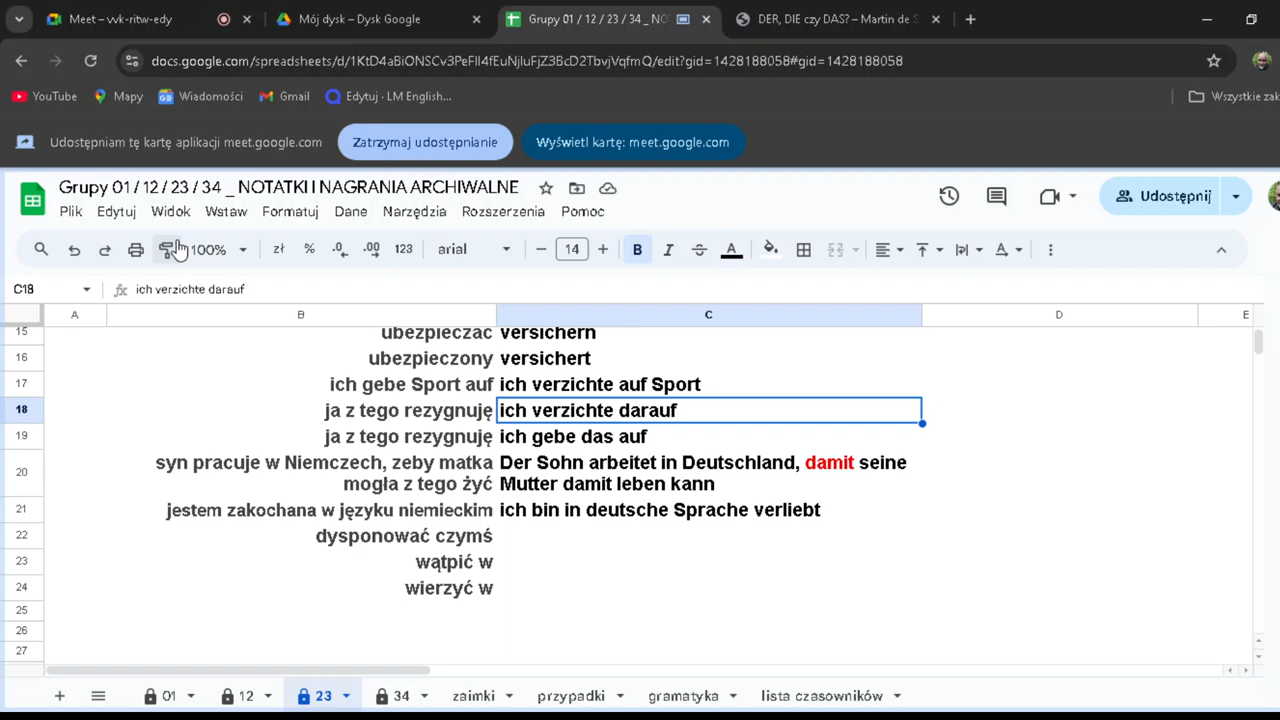 Meet – vvk-ritw-edy
Mój dysk – Dysk Google
Grupy 01 / 12 / 23 / 34 _ NO
DER, DIE czy DAS? – Martin de S
docs.google.com/spreadsheets/d/1KtD4aBiONSCv3PeFll4fEuNjluFjZ3BcD2TbvjVqfmQ/edit?gid=1428188058#gid=1428188058
YouTube
Mapy
Wiadomości
Gmail
Edytuj · LM English...
Wszystkie zak
Udostępniam tę kartę aplikacji meet.google.com
Zatrzymaj udostępnianie
Wyświetl kartę: meet.google.com
Grupy 01 / 12 / 23 / 34 _ NOTATKI I NAGRANIA ARCHIWALNE
Plik Edytuj Widok Wstaw Formatuj Dane Narzędzia Rozszerzenia Pomoc
Udostępnij
100% zł % .0 .00 123 arial 14 B I S A
C18 fx ich verzichte darauf
A B C D E
15 ubezpieczać versichern
16 ubezpieczony versichert
17 ich gebe Sport auf ich verzichte auf Sport
18 ja z tego rezygnuję ich verzichte darauf
19 ja z tego rezygnuję ich gebe das auf
20 syn pracuje w Niemczech, zeby matka Der Sohn arbeitet in Deutschland, damit seine
mogła z tego żyć Mutter damit leben kann
21 jestem zakochana w języku niemieckim ich bin in deutsche Sprache verliebt
22 dysponować czymś
23 wątpić w
24 wierzyć w
25
26
27
01 12 23 34 zaimki przypadki gramatyka lista czasowników